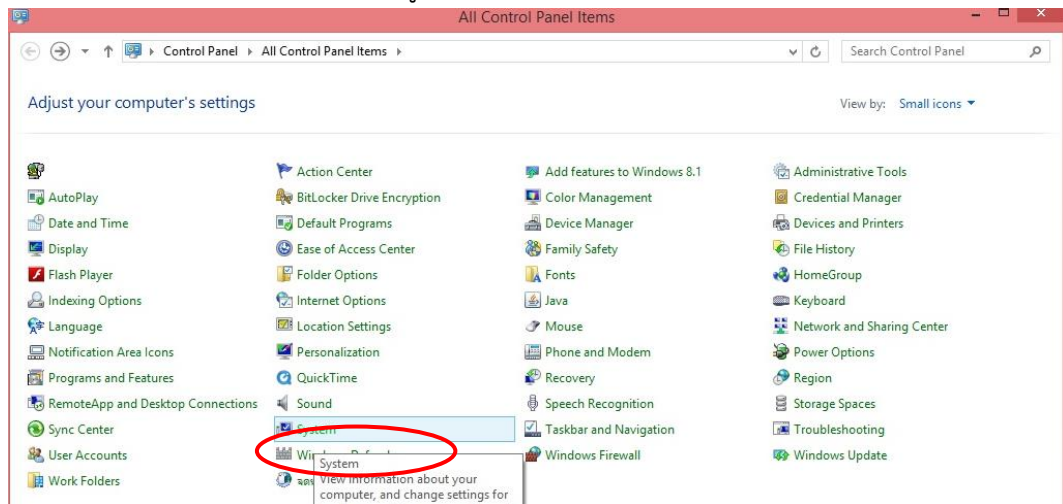 All Control Panel Items
Control Panel All Control Panel Items Search Control Panel
Adjust your computer's settings View by: Small icons
Action Center Add features to Windows 8.1 Administrative Tools
AutoPlay BitLocker Drive Encryption Color Management Credential Manager
Date and Time Default Programs Device Manager Devices and Printers
Display Ease of Access Center Family Safety File History
Flash Player Folder Options Fonts HomeGroup
Indexing Options Internet Options Java Keyboard
Language Location Settings Mouse Network and Sharing Center
Notification Area Icons Personalization Phone and Modem Power Options
Programs and Features QuickTime Recovery Region
RemoteApp and Desktop Connections Sound Speech Recognition Storage Spaces
Sync Center System Taskbar and Navigation Troubleshooting
User Accounts Windows Firewall Windows Update
System
Work Folders View information about your
computer, and change settings for